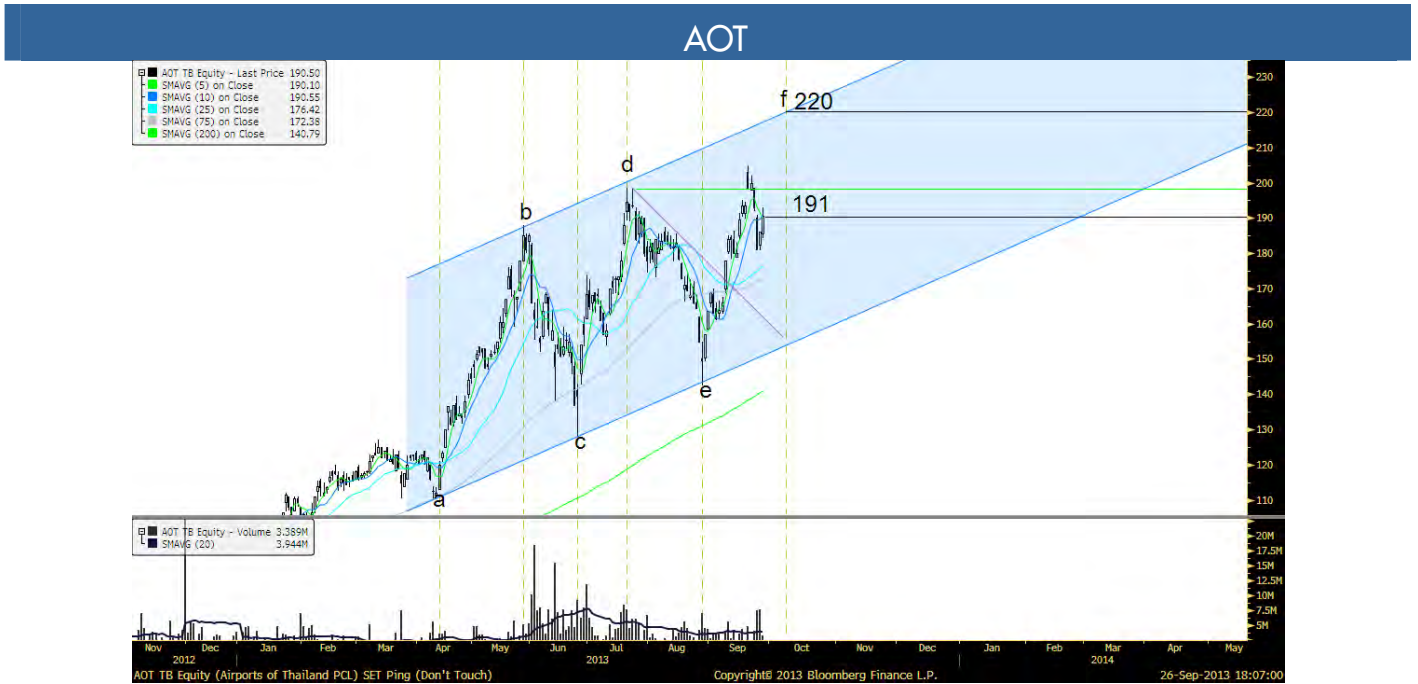 AOT
AOT TB Equity - Last Price 190.50
SMAVG (5) on Close 190.10
SMAVG (10) on Close 190.55
SMAVG (25) on Close 176.42
SMAVG (75) on Close 172.38
SMAVG (200) on Close 140.79
f 220
d
191
b
e
c
a
230
220
210
200
190
180
170
160
150
140
130
120
110
AOT TB Equity - Volume 3.389M
SMAVG (20) 3.944M
20M
17.5M
15M
12.5M
10M
7.5M
5M
Nov Dec Jan Feb Mar Apr May Jun Jul Aug Sep Oct Nov Dec Jan Feb Mar Apr May
2012 2013 2014
AOT TB Equity (Airports of Thailand PCL) SET Ping (Don't Touch) Copyright© 2013 Bloomberg Finance L.P. 26-Sep-2013 18:07:00